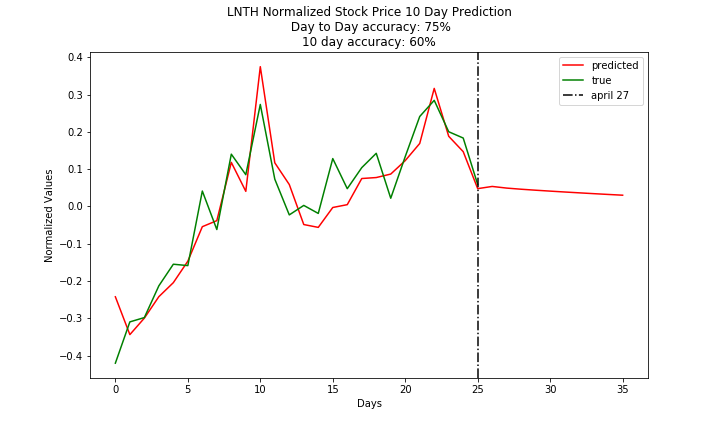 LNTH Normalized Stock Price 10 Day Prediction
Day to Day accuracy: 75%
10 day accuracy: 60%
predicted
true
april 27
Normalized Values
0.4
0.3
0.2
0.1
0.0
−0.1
−0.2
−0.3
−0.4
0 5 10 15 20 25 30 35
Days